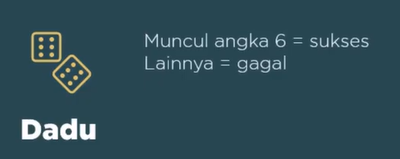 Muncul angka 6 = sukses
Lainnya = gagal
Dadu